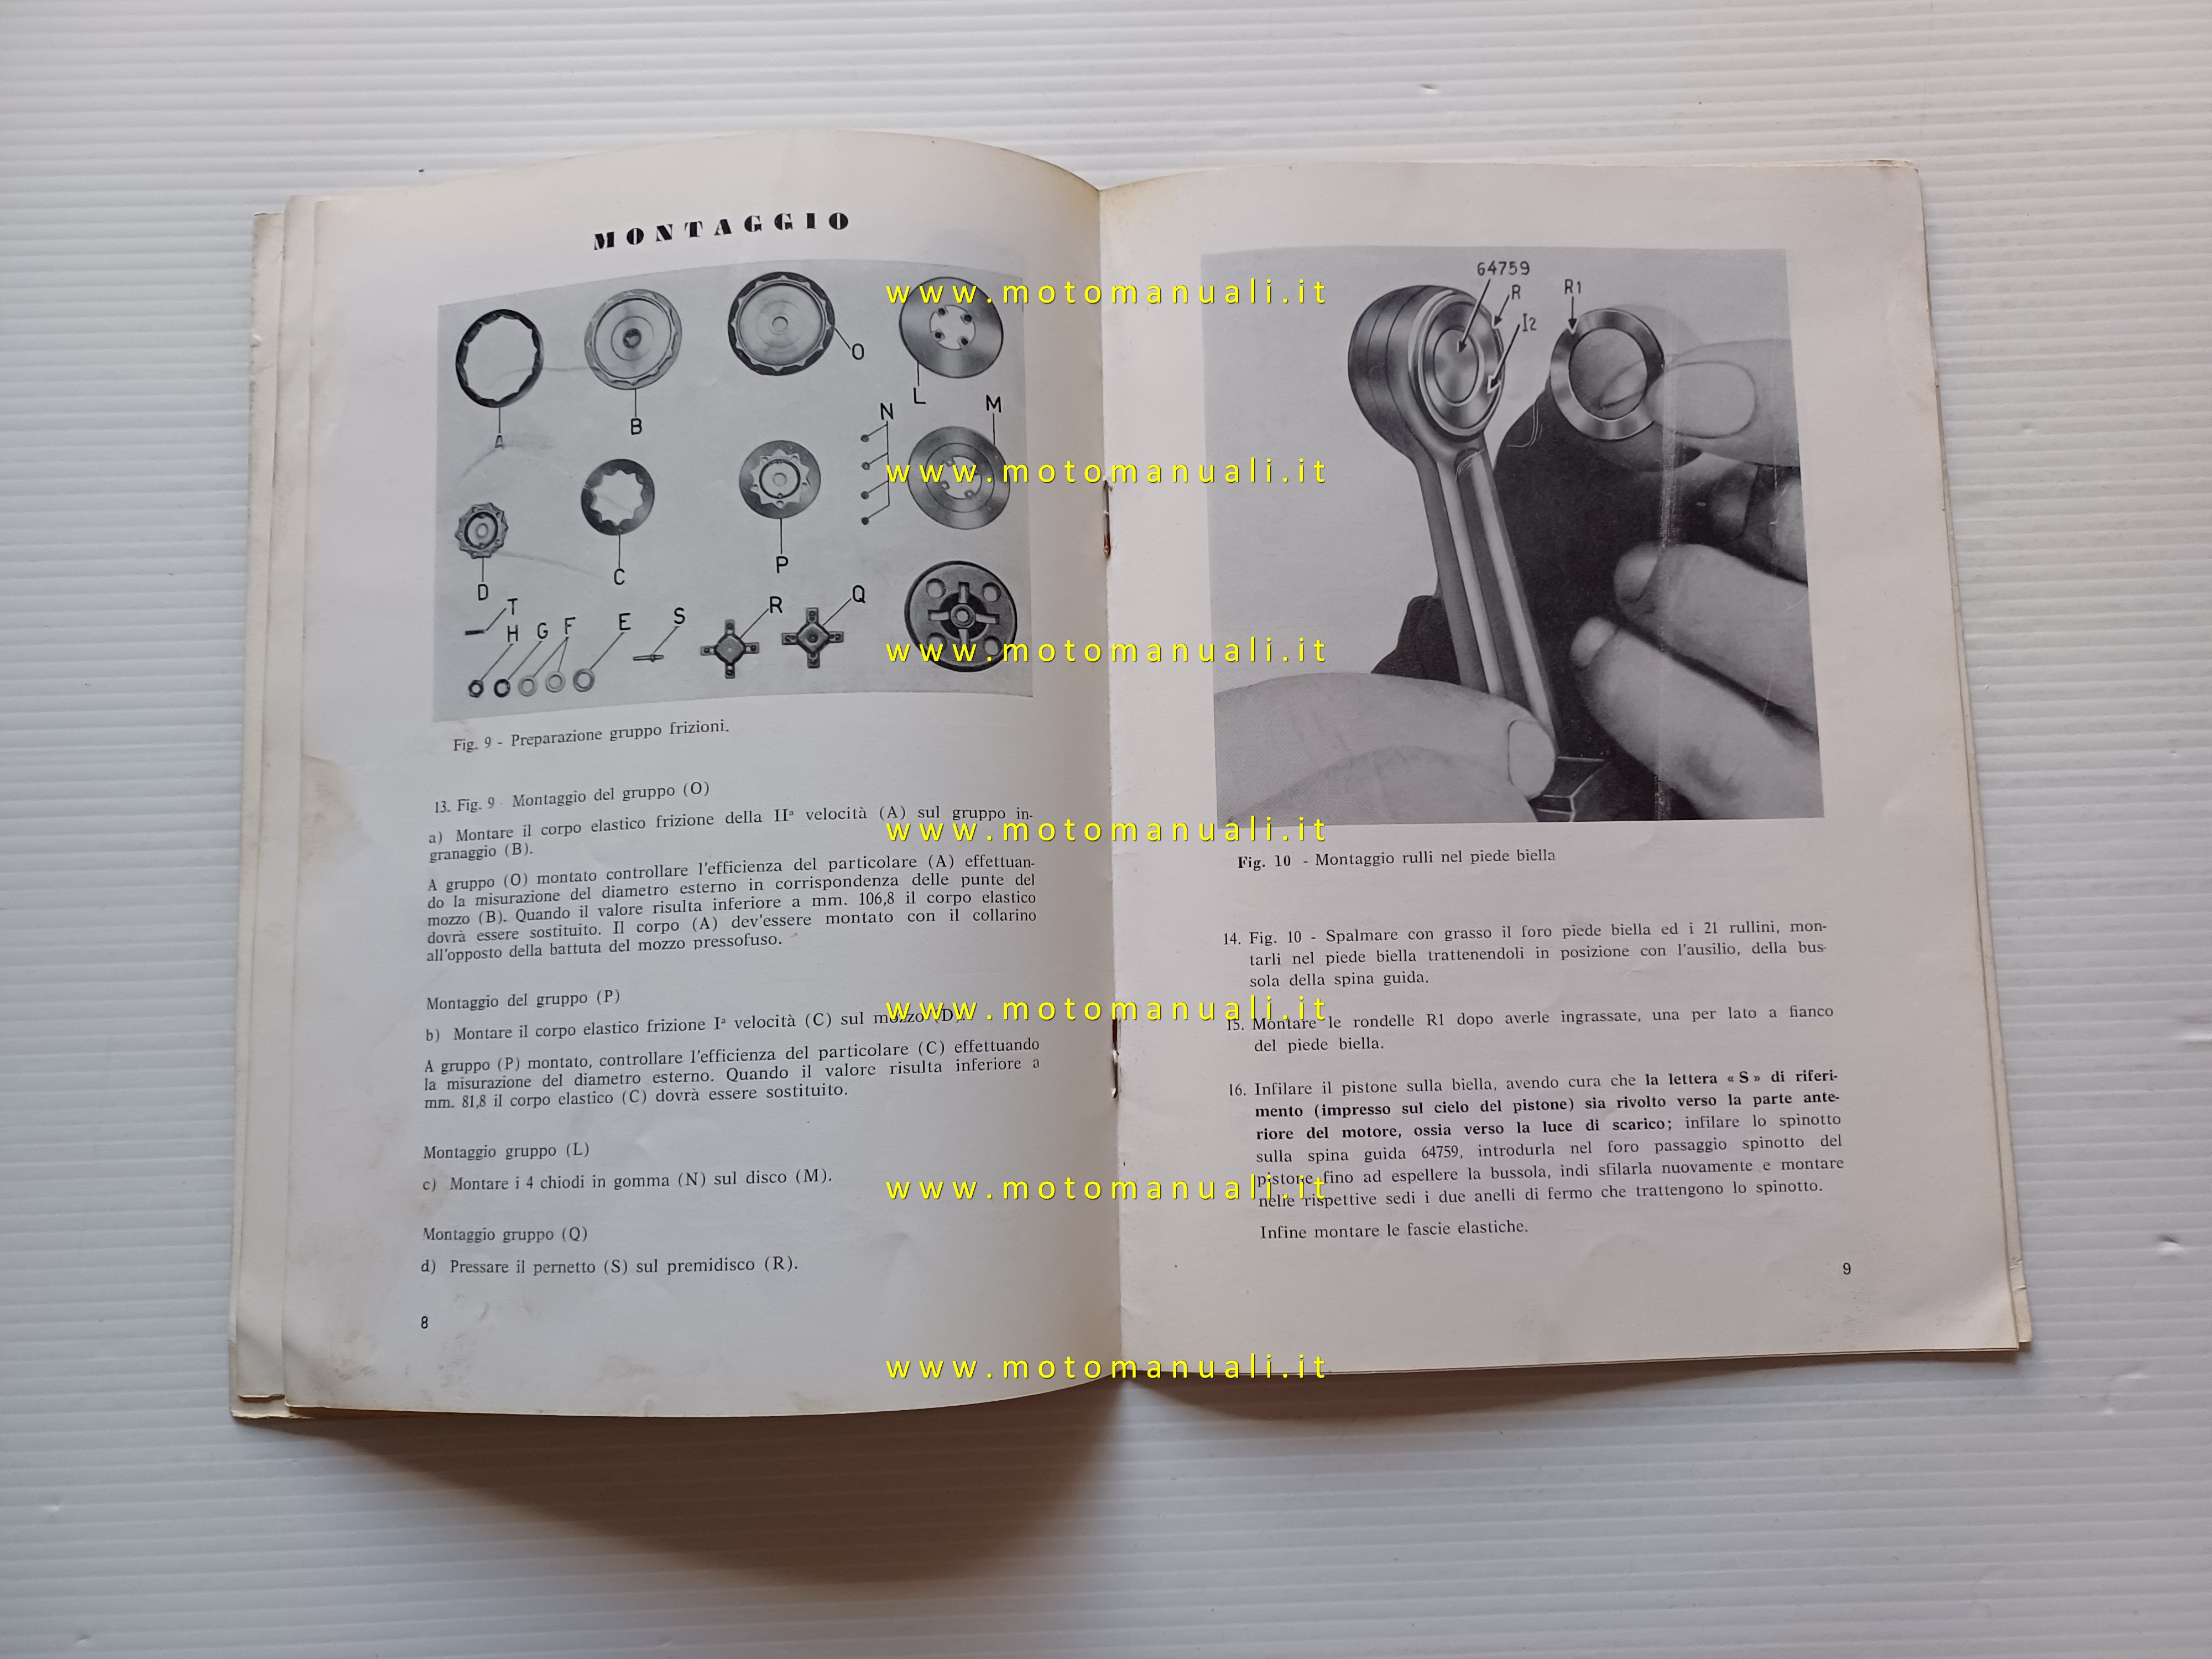 MONTAGGIO
A
B
O
L
N
M
D
C
P
T
H
G
F
E
S
R
Q
Fig. 9 - Preparazione gruppo frizioni.
13. Fig. 9 - Montaggio del gruppo (O)
a) Montare il corpo elastico frizione della IIª velocità (A) sul gruppo in-
granaggio (B).
A gruppo (O) montato controllare l'efficienza del particolare (A) effettuan-
do la misurazione del diametro esterno in corrispondenza delle punte del
mozzo (B). Quando il valore risulta inferiore a mm. 106,8 il corpo elastico
dovrà essere sostituito. Il corpo (A) dev'essere montato con il collarino
all'opposto della battuta del mozzo pressofuso.
Montaggio del gruppo (P)
b) Montare il corpo elastico frizione Iª velocità (C) sul mozzo (D).
A gruppo (P) montato, controllare l'efficienza del particolare (C) effettuando
la misurazione del diametro esterno. Quando il valore risulta inferiore a
mm. 81,8 il corpo elastico (C) dovrà essere sostituito.
Montaggio gruppo (L)
c) Montare i 4 chiodi in gomma (N) sul disco (M).
Montaggio gruppo (Q)
d) Pressare il pernetto (S) sul premidisco (R).
8
64759
R
I2
R1
Fig. 10 - Montaggio rulli nel piede biella
14. Fig. 10 - Spalmare con grasso il foro piede biella ed i 21 rullini, mon-
tarli nel piede biella trattenendoli in posizione con l'ausilio, della bus-
sola della spina guida.
15. Montare le rondelle R1 dopo averle ingrassate, una per lato a fianco
del piede biella.
16. Infilare il pistone sulla biella, avendo cura che la lettera « S » di riferi-
mento (impresso sul cielo del pistone) sia rivolto verso la parte ante-
riore del motore, ossia verso la luce di scarico; infilare lo spinotto
sulla spina guida 64759, introdurla nel foro passaggio spinotto del
pistone fino ad espellere la bussola, indi sfilarla nuovamente e montare
nelle rispettive sedi i due anelli di fermo che trattengono lo spinotto.
Infine montare le fascie elastiche.
9
www.motomanuali.it
www.motomanuali.it
www.motomanuali.it
www.motomanuali.it
www.motomanuali.it
www.motomanuali.it
www.motomanuali.it